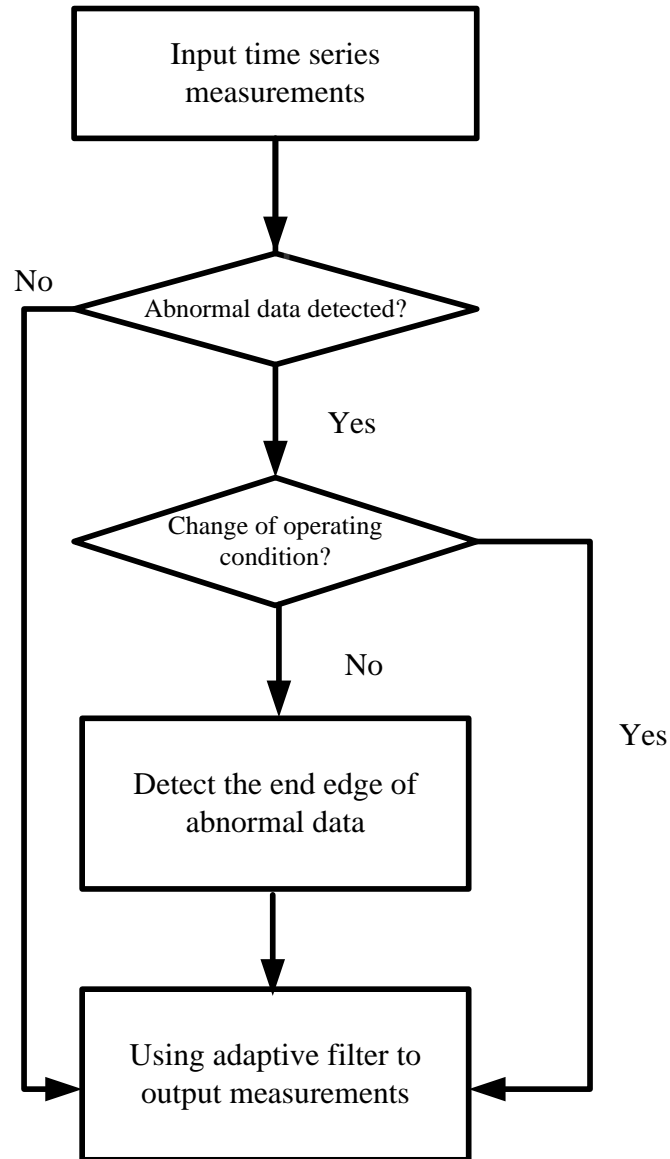 Input time series
measurements
No
Abnormal data detected?
Yes
Change of operating
condition?
No
Yes
Detect the end edge of
abnormal data
Using adaptive filter to
output measurements